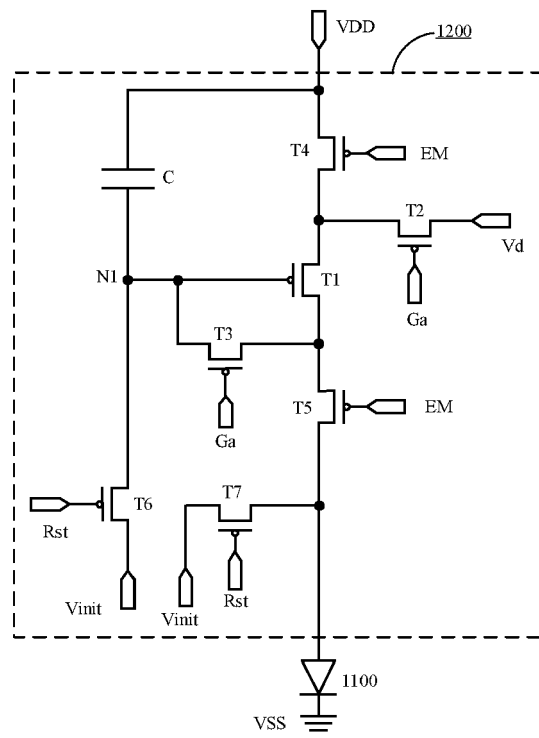 VDD
1200
T4
EM
C
T2
Vd
N1
T1
Ga
T3
T5
EM
Ga
T7
T6
Rst
Vinit
Vinit
Rst
1100
VSS